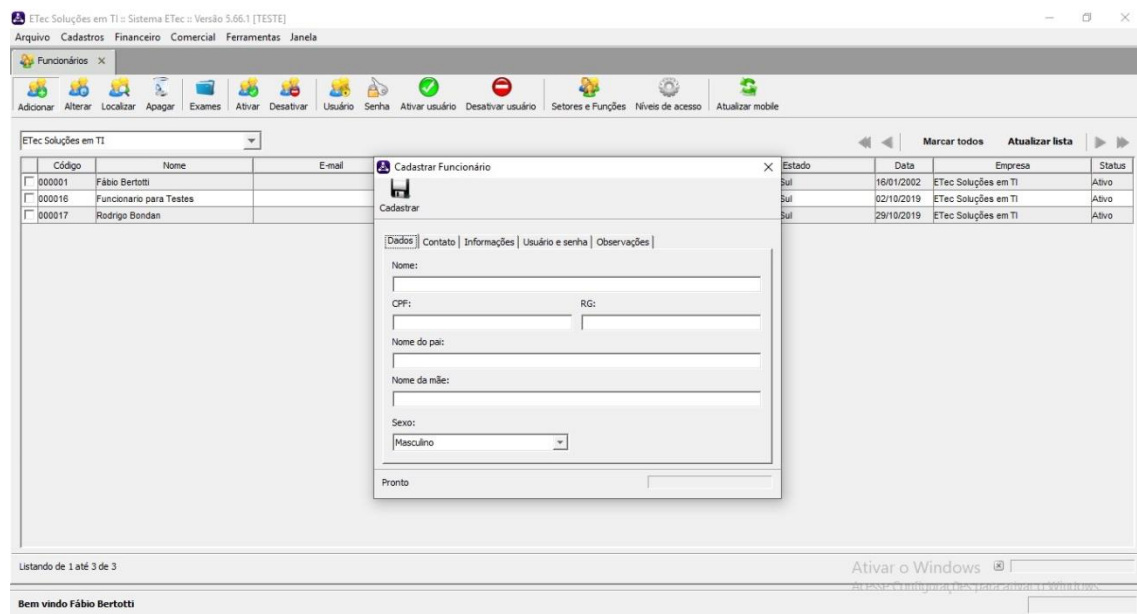 ETec Soluções em TI :: Sistema ETec :: Versão 5.66.1 [TESTE]
Arquivo Cadastros Financeiro Comercial Ferramentas Janela
Funcionários
Adicionar Alterar Localizar Apagar Exames Ativar Desativar Usuário Senha Ativar usuário Desativar usuário Setores e Funções Níveis de acesso Atualizar mobile
ETec Soluções em TI
Marcar todos Atualizar lista
Código Nome E-mail Estado Data Empresa Status
000001 Fábio Bertotti Sul 16/01/2002 ETec Soluções em TI Ativo
000016 Funcionario para Testes Sul 02/10/2019 ETec Soluções em TI Ativo
000017 Rodrigo Bondan Sul 29/10/2019 ETec Soluções em TI Ativo
Cadastrar Funcionário
Cadastrar
Dados Contato Informações Usuário e senha Observações
Nome:
CPF: RG:
Nome do pai:
Nome da mãe:
Sexo:
Masculino
Pronto
Listando de 1 até 3 de 3
Ativar o Windows
Acesse Configurações para ativar o Windows.
Bem vindo Fábio Bertotti